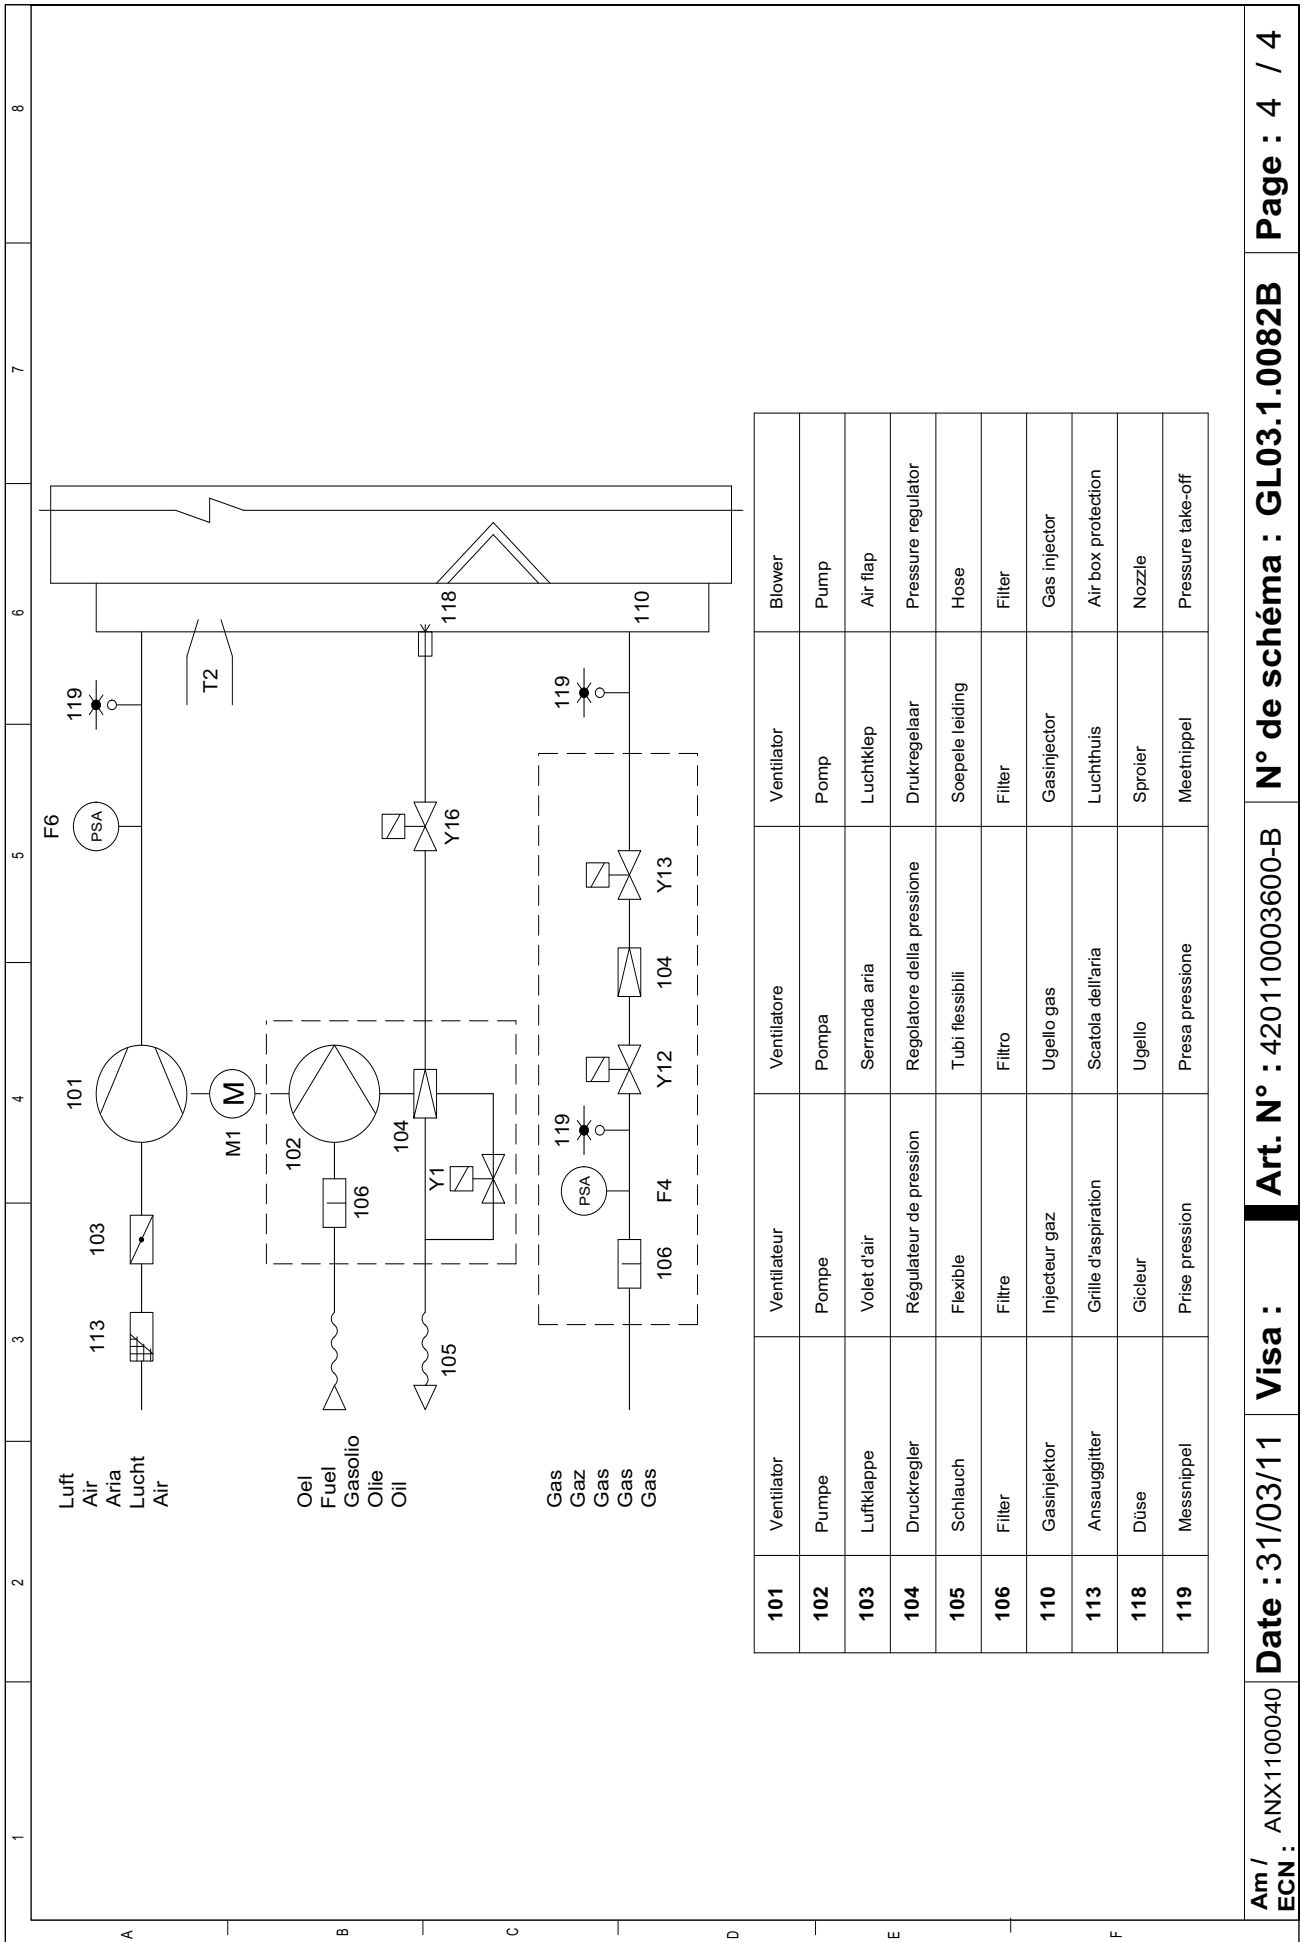 1 2 3 4 5 6 7 8
A
B
C
D
E
F
Luft
Air
Aria
Lucht
Air
113
103
101
F6
PSA
119
T2
M1
M
Oel
Fuel
Gasolio
Olie
Oil
106
102
104
Y1
105
Y16
118
Gas
Gaz
Gas
Gas
Gas
106
PSA
F4
119
Y12
104
Y13
119
110
101 Ventilator Ventilateur Ventilatore Ventilator Blower
102 Pumpe Pompe Pompa Pomp Pump
103 Luftklappe Volet d'air Serranda aria Luchtklep Air flap
104 Druckregler Régulateur de pression Regolatore della pressione Drukregelaar Pressure regulator
105 Schlauch Flexible Tubi flessibili Soepele leiding Hose
106 Filter Filtre Filtro Filter Filter
110 Gasinjektor Injecteur gaz Ugello gas Gasinjector Gas injector
113 Ansauggitter Grille d'aspiration Scatola dell'aria Luchthuis Air box protection
118 Düse Gicleur Ugello Sproier Nozzle
119 Messnippel Prise pression Presa pressione Meetnippel Pressure take-off
Am /
ECN : ANX1100040 Date :31/03/11 Visa : Art. N° : 420110003600-B N° de schéma : GL03.1.0082B Page : 4 / 4